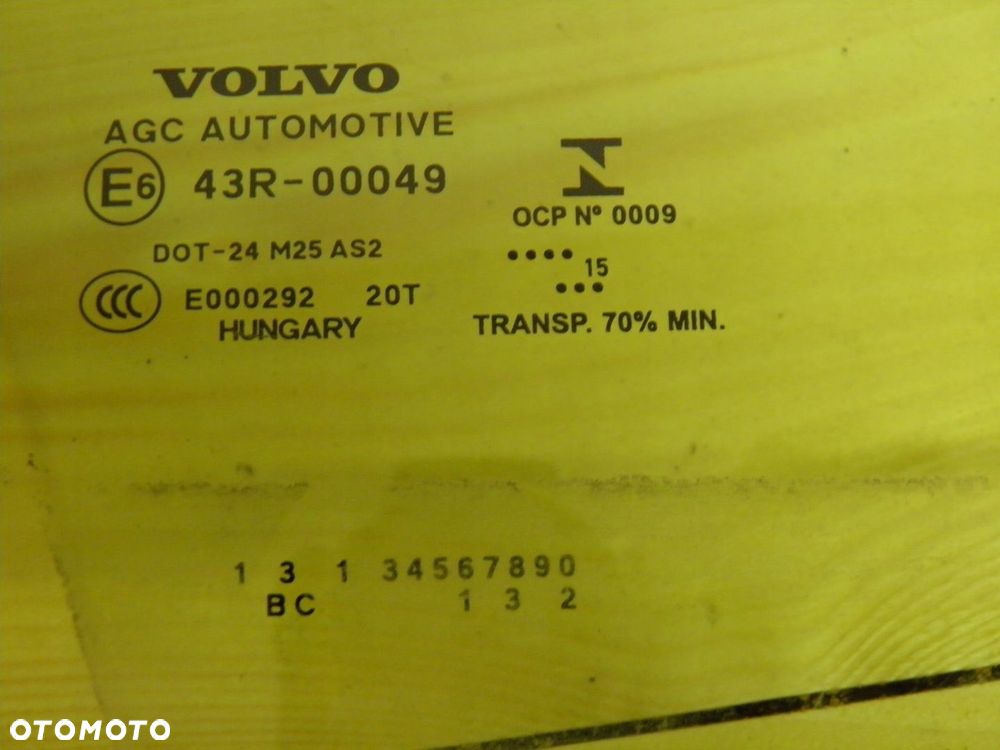 VOLVO
AGC AUTOMOTIVE
E6 43R-00049
DOT-24 M25 AS2
CCC E000292 20T
HUNGARY
N
OCP Nº 0009
•••• 15
•••
TRANSP. 70% MIN.
1 3 1 34567890
BC 1 3 2
OTOMOTO